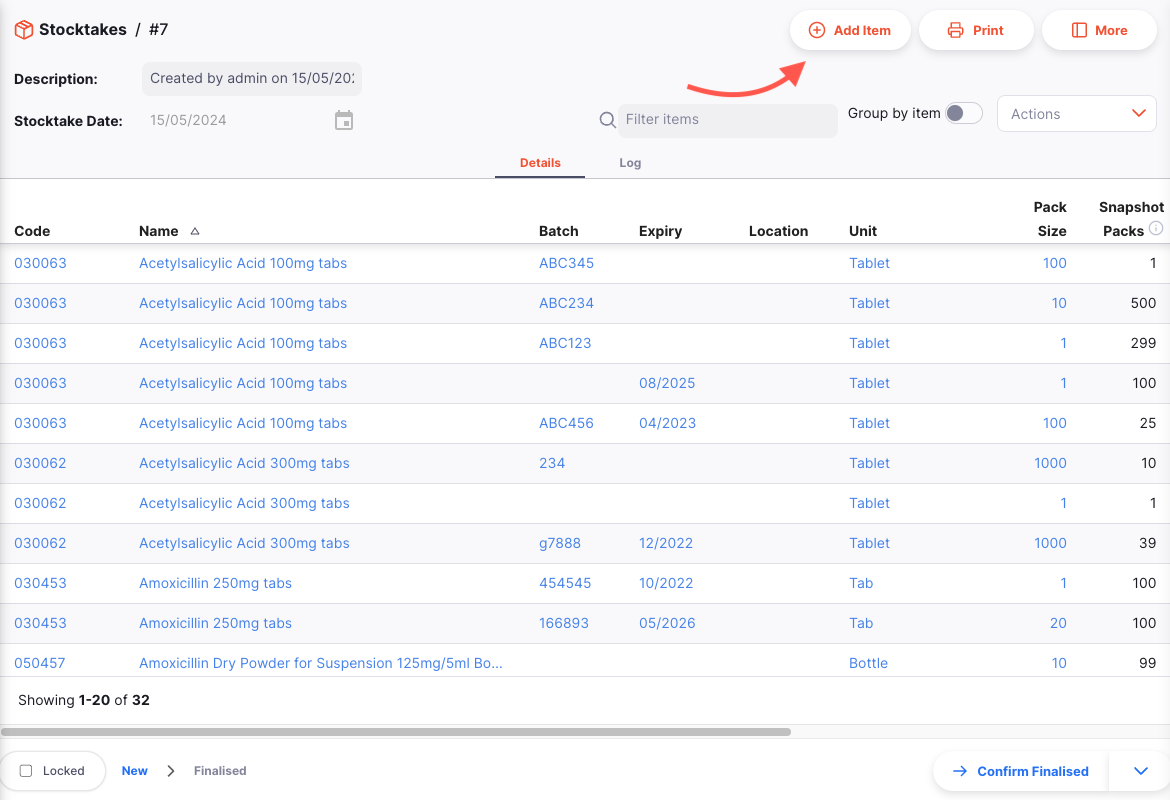 Stocktakes / #7
Add Item
Print
More
Description: Created by admin on 15/05/202
Stocktake Date: 15/05/2024
Filter items
Group by item
Actions
Details Log
Code Name Batch Expiry Location Unit Pack Size Snapshot Packs
030063 Acetylsalicylic Acid 100mg tabs ABC345 Tablet 100 1
030063 Acetylsalicylic Acid 100mg tabs ABC234 Tablet 10 500
030063 Acetylsalicylic Acid 100mg tabs ABC123 Tablet 1 299
030063 Acetylsalicylic Acid 100mg tabs 08/2025 Tablet 1 100
030063 Acetylsalicylic Acid 100mg tabs ABC456 04/2023 Tablet 100 25
030062 Acetylsalicylic Acid 300mg tabs 234 Tablet 1000 10
030062 Acetylsalicylic Acid 300mg tabs Tablet 1 1
030062 Acetylsalicylic Acid 300mg tabs g7888 12/2022 Tablet 1000 39
030453 Amoxicillin 250mg tabs 454545 10/2022 Tab 1 100
030453 Amoxicillin 250mg tabs 166893 05/2026 Tab 20 100
050457 Amoxicillin Dry Powder for Suspension 125mg/5ml Bo... Bottle 10 99
Showing 1-20 of 32
Locked New Finalised Confirm Finalised